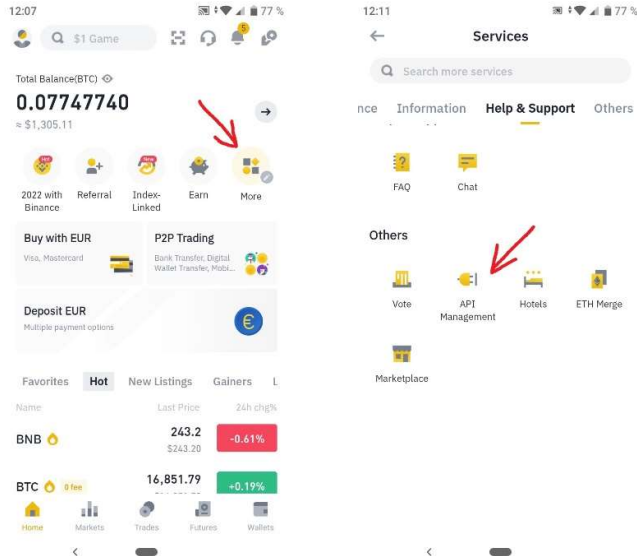 12:07
77 %
$1 Game
5
Total Balance(BTC)
0.07747740
≈ $1,305.11
Hot
New
2022 with Binance
Referral
Index-Linked
Earn
More
Buy with EUR
Visa, Mastercard
P2P Trading
Bank Transfer, Digital
Wallet Transfer, Mobi...
Deposit EUR
Multiple payment options
€
Favorites Hot New Listings Gainers L
Name Last Price 24h chg%
BNB 243.2 -0.61%
$243.20
BTC 0 fee 16,851.79 +0.19%
Home Markets Trades Futures Wallets
12:11
77 %
Services
Search more services
nce Information Help & Support Others
FAQ Chat
Others
Vote
API Management
Hotels
ETH Merge
Marketplace